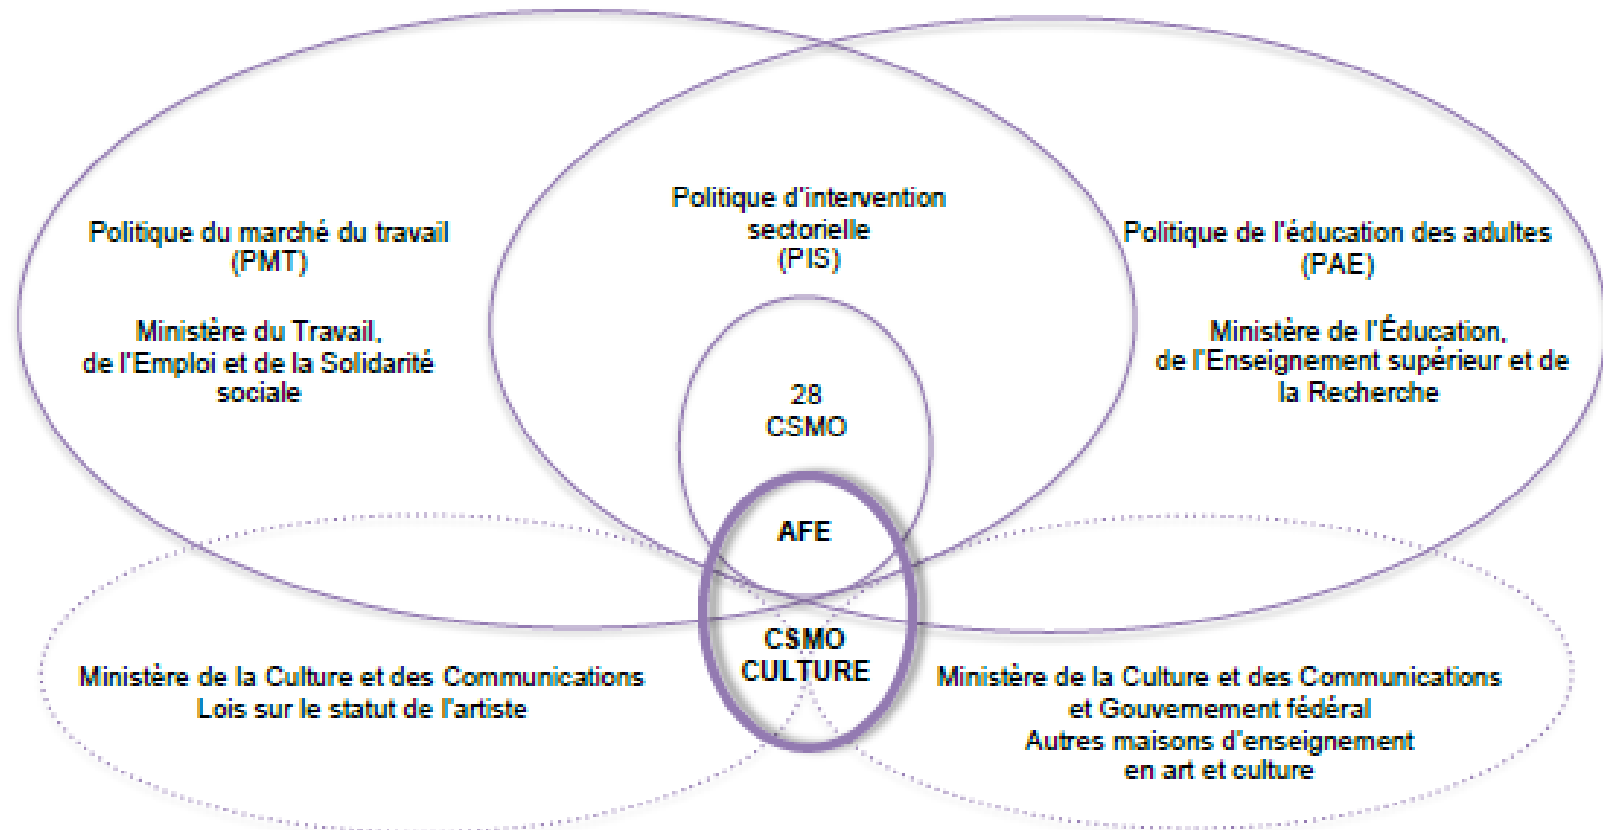 Politique du marché du travail
(PMT)
Ministère du Travail,
de l'Emploi et de la Solidarité
sociale
Politique d'intervention
sectorielle
(PIS)
28
CSMO
Politique de l'éducation des adultes
(PAE)
Ministère de l'Éducation,
de l'Enseignement supérieur et de
la Recherche
AFE
CSMO
CULTURE
Ministère de la Culture et des Communications
Lois sur le statut de l'artiste
Ministère de la Culture et des Communications
et Gouvernement fédéral
Autres maisons d'enseignement
en art et culture